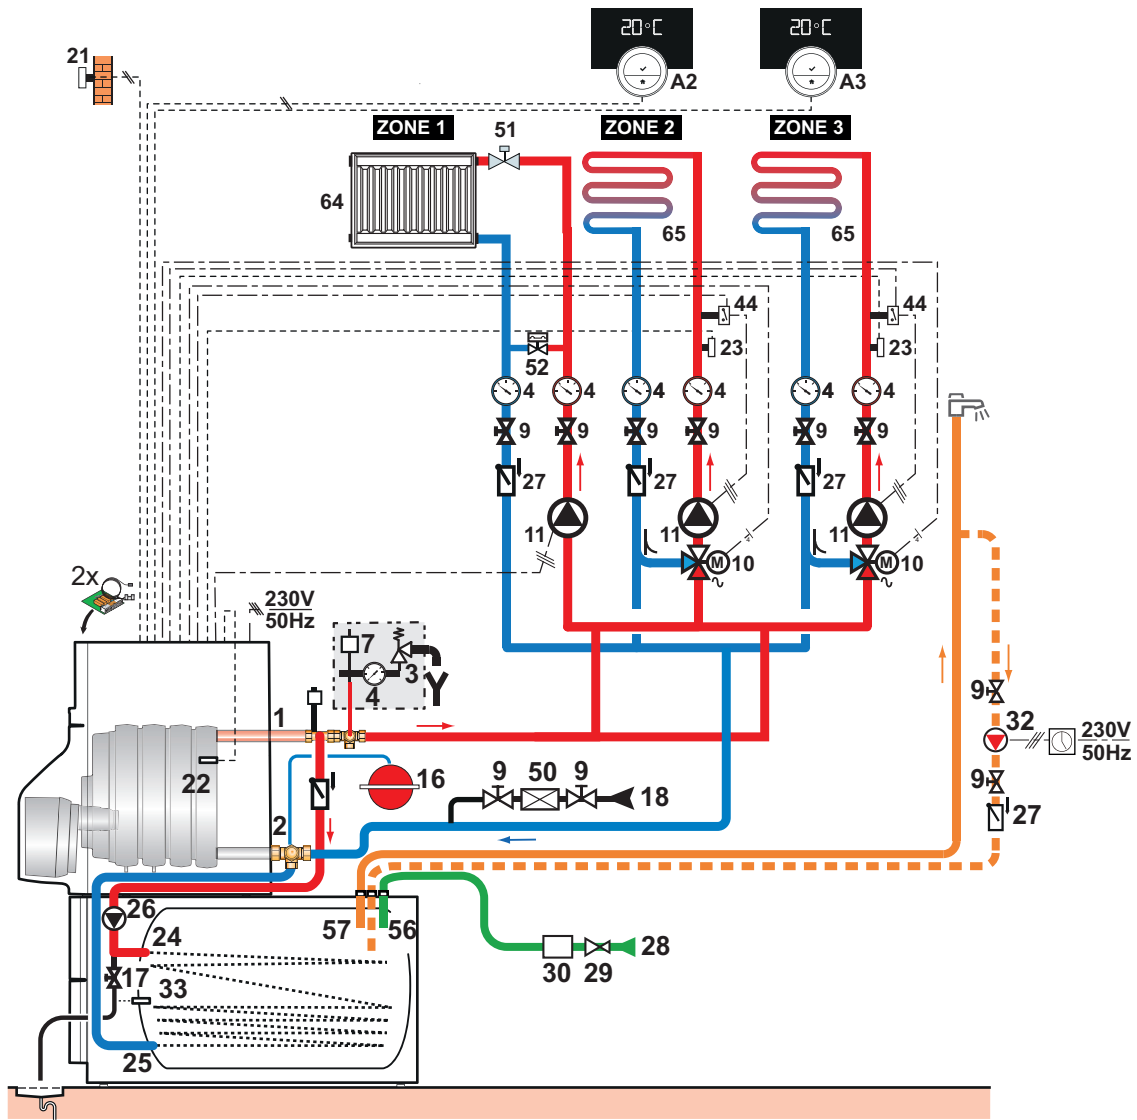 20°C 20°C
21
A2 A3
ZONE 1 51 ZONE 2 ZONE 3
64
65 65
44 44
23 23
52
4 4 4 4 4 4
9 9 9 9 9 9
27 27 27
11 11 11
M 10 M 10
2x
230V
50Hz
7
3
4
1
9
32 230V
50Hz
22 16 9 50 9 18
9
27
2
26
57 56
24
28
30 29
17 33
25